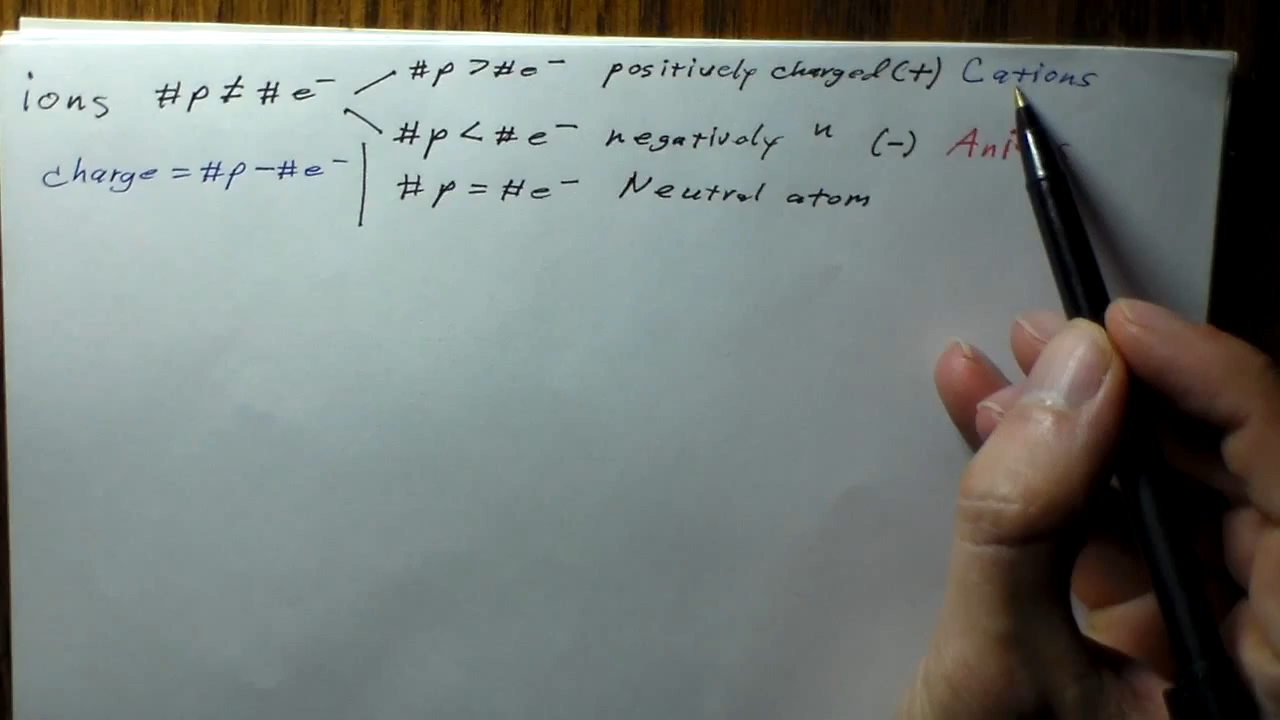 ions #p ≠ #e⁻ #p > #e⁻ positively charged (+) Cations
#p < #e⁻ negatively " (-)
charge = #p - #e⁻ #p = #e⁻ Neutral atom